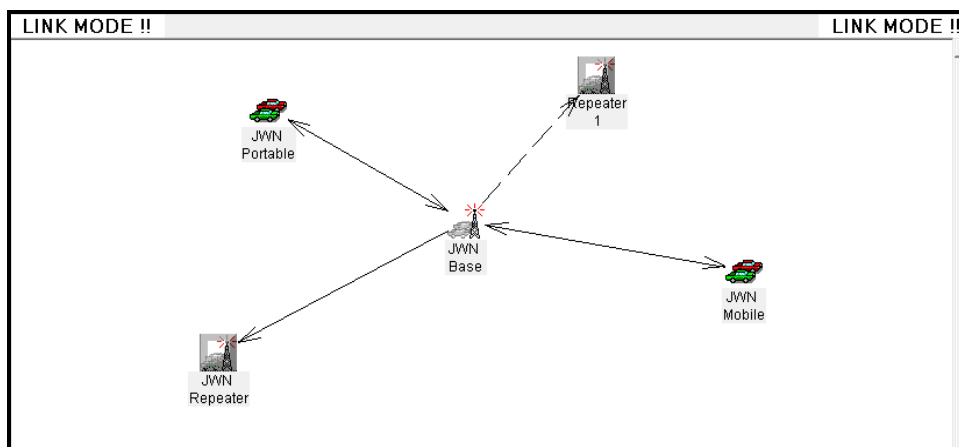 LINK MODE !!
LINK MODE !!
Repeater
1
JWN
Portable
JWN
Base
JWN
Mobile
JWN
Repeater